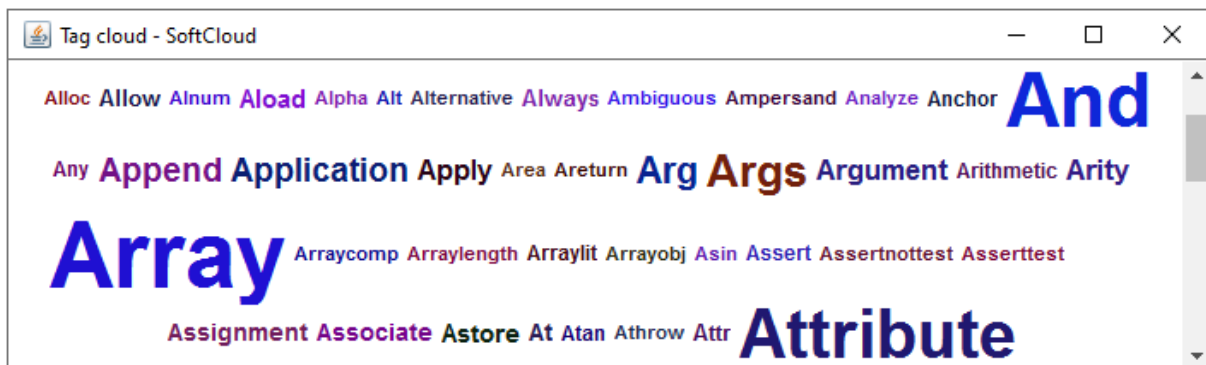 Tag cloud - SoftCloud
Alloc Allow Alnum Aload Alpha Alt Alternative Always Ambiguous Ampersand Analyze Anchor And
Any Append Application Apply Area Areturn Arg Args Argument Arithmetic Arity
Array Arraycomp Arraylength Arraylit Arrayobj Asin Assert Assertnottest Asserttest
Assignment Associate Astore At Atan Athrow Attr Attribute